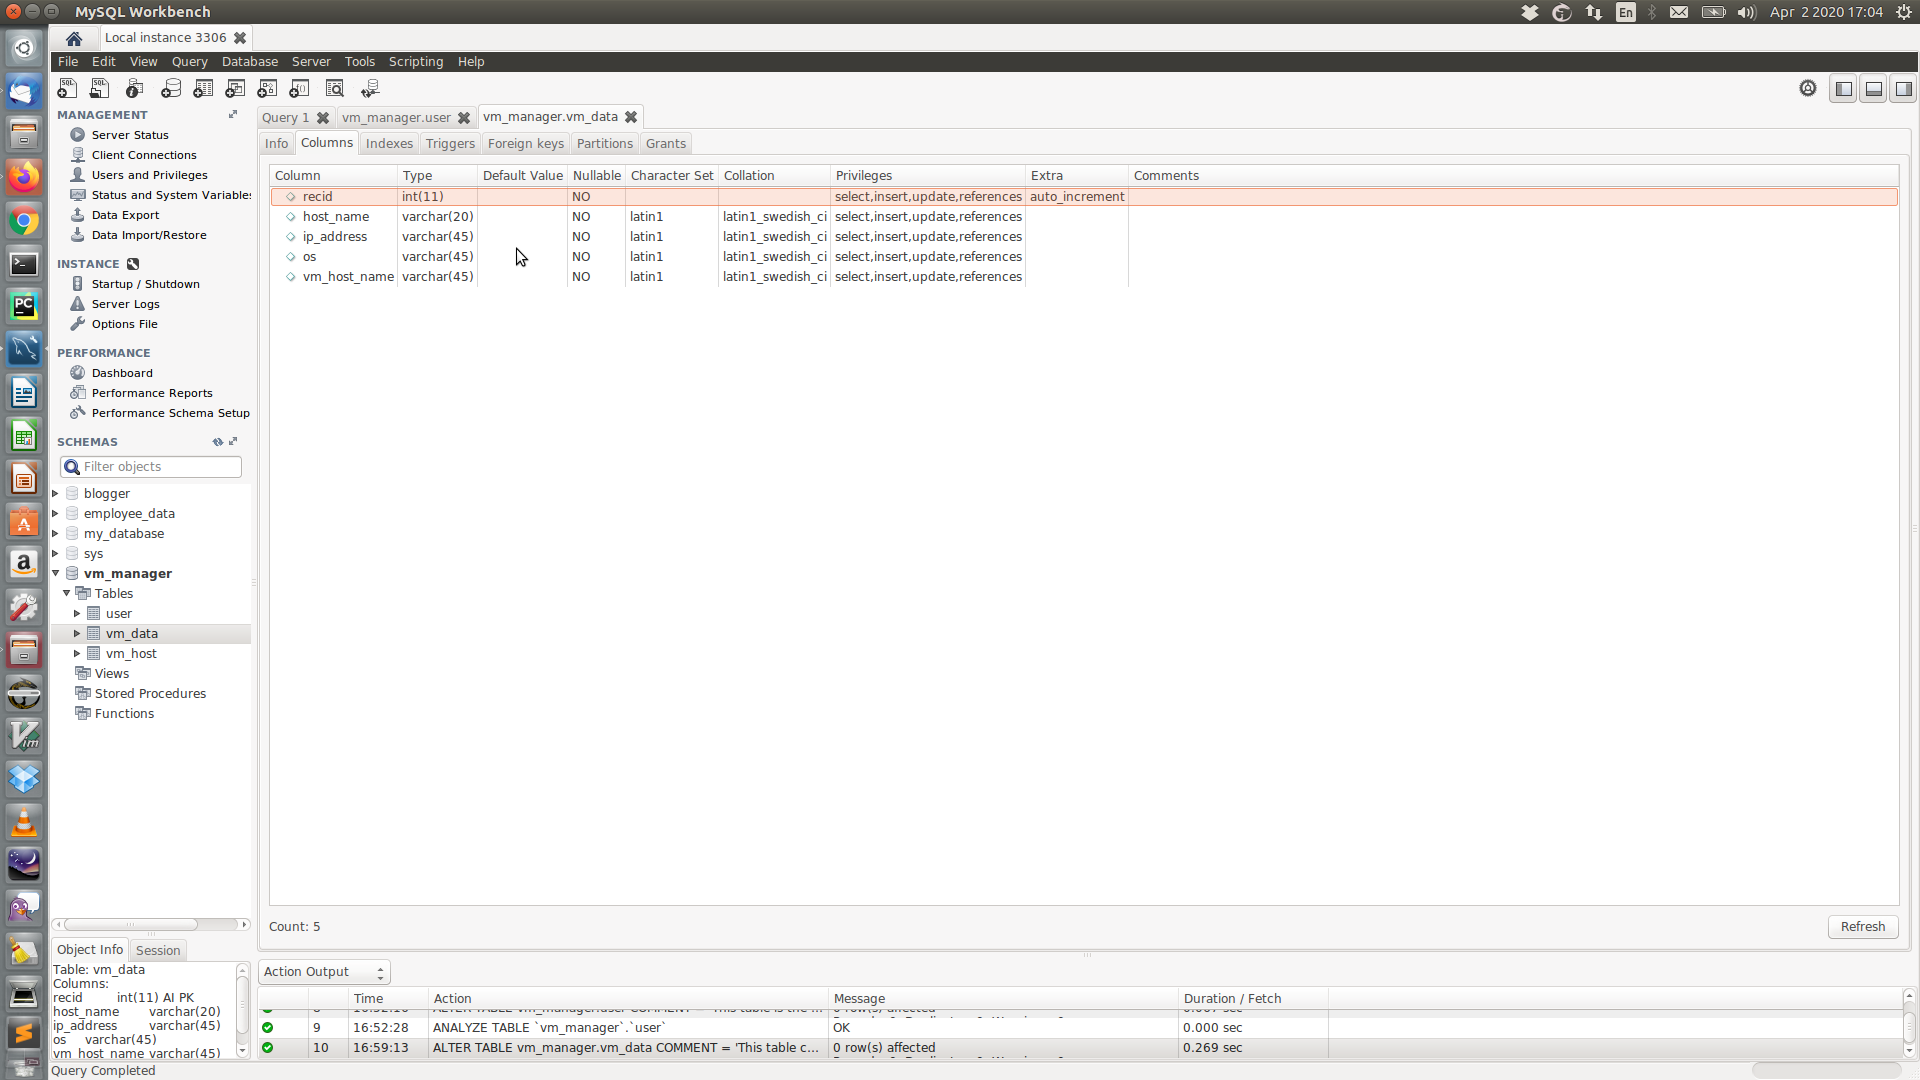 MySQL Workbench
En
Apr 2 2020 17:04
Local instance 3306
File Edit View Query Database Server Tools Scripting Help
MANAGEMENT
Server Status
Client Connections
Users and Privileges
Status and System Variable
Data Export
Data Import/Restore
INSTANCE
Startup / Shutdown
Server Logs
Options File
PERFORMANCE
Dashboard
Performance Reports
Performance Schema Setup
SCHEMAS
Filter objects
blogger
employee_data
my_database
sys
vm_manager
Tables
user
vm_data
vm_host
Views
Stored Procedures
Functions
Query 1 vm_manager.user vm_manager.vm_data
Info Columns Indexes Triggers Foreign keys Partitions Grants
Column Type Default Value Nullable Character Set Collation Privileges Extra Comments
recid int(11) NO select,insert,update,references auto_increment
host_name varchar(20) NO latin1 latin1_swedish_ci select,insert,update,references
ip_address varchar(45) NO latin1 latin1_swedish_ci select,insert,update,references
os varchar(45) NO latin1 latin1_swedish_ci select,insert,update,references
vm_host_name varchar(45) NO latin1 latin1_swedish_ci select,insert,update,references
Count: 5
Refresh
Object Info Session
Table: vm_data
Columns:
recid int(11) AI PK
host_name varchar(20)
ip_address varchar(45)
os varchar(45)
vm_host_name varchar(45)
Action Output
Time Action Message Duration / Fetch
9 16:52:28 ANALYZE TABLE `vm_manager`.`user` OK 0.000 sec
10 16:59:13 ALTER TABLE vm_manager.vm_data COMMENT = 'This table c... 0 row(s) affected 0.269 sec
Query Completed